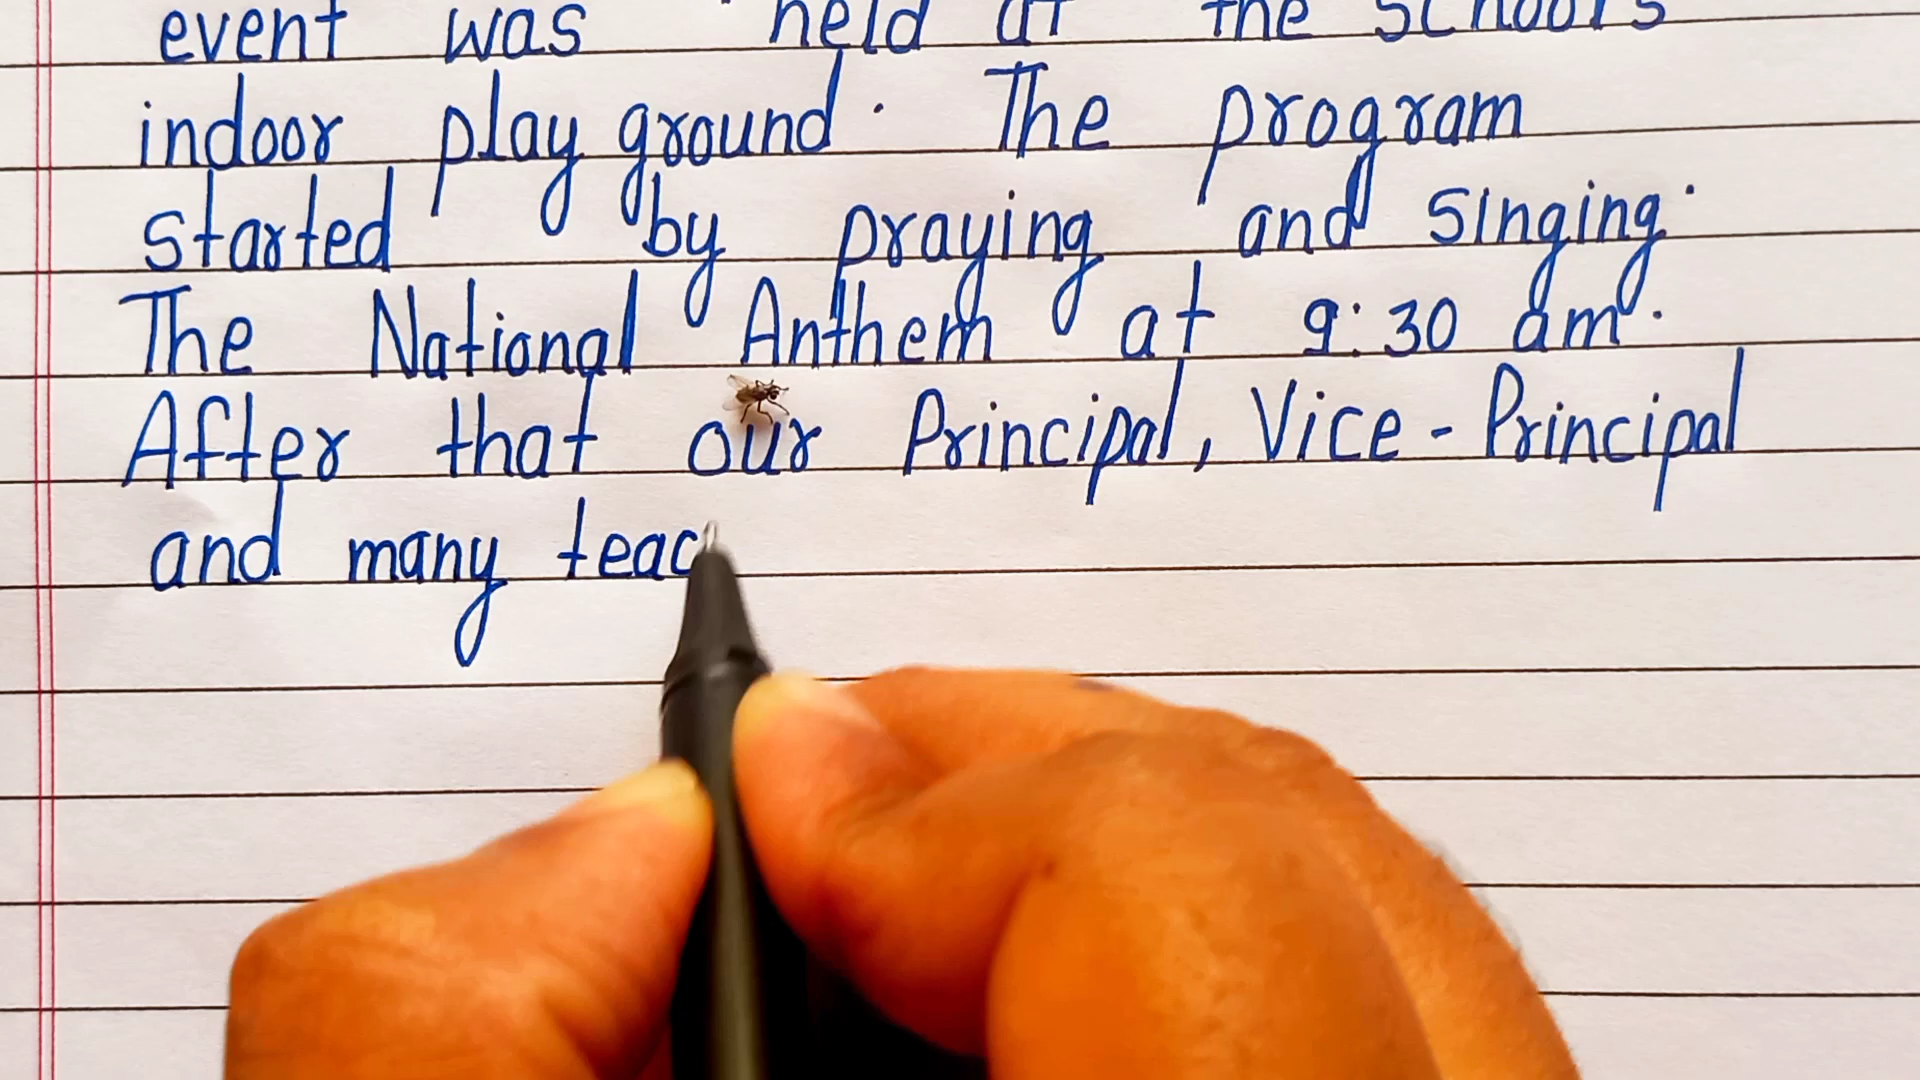 event was held at the schools
indoor play ground. The program
started by praying and singing.
The National Anthem at 9:30 am.
After that our Principal, Vice-Principal
and many teac